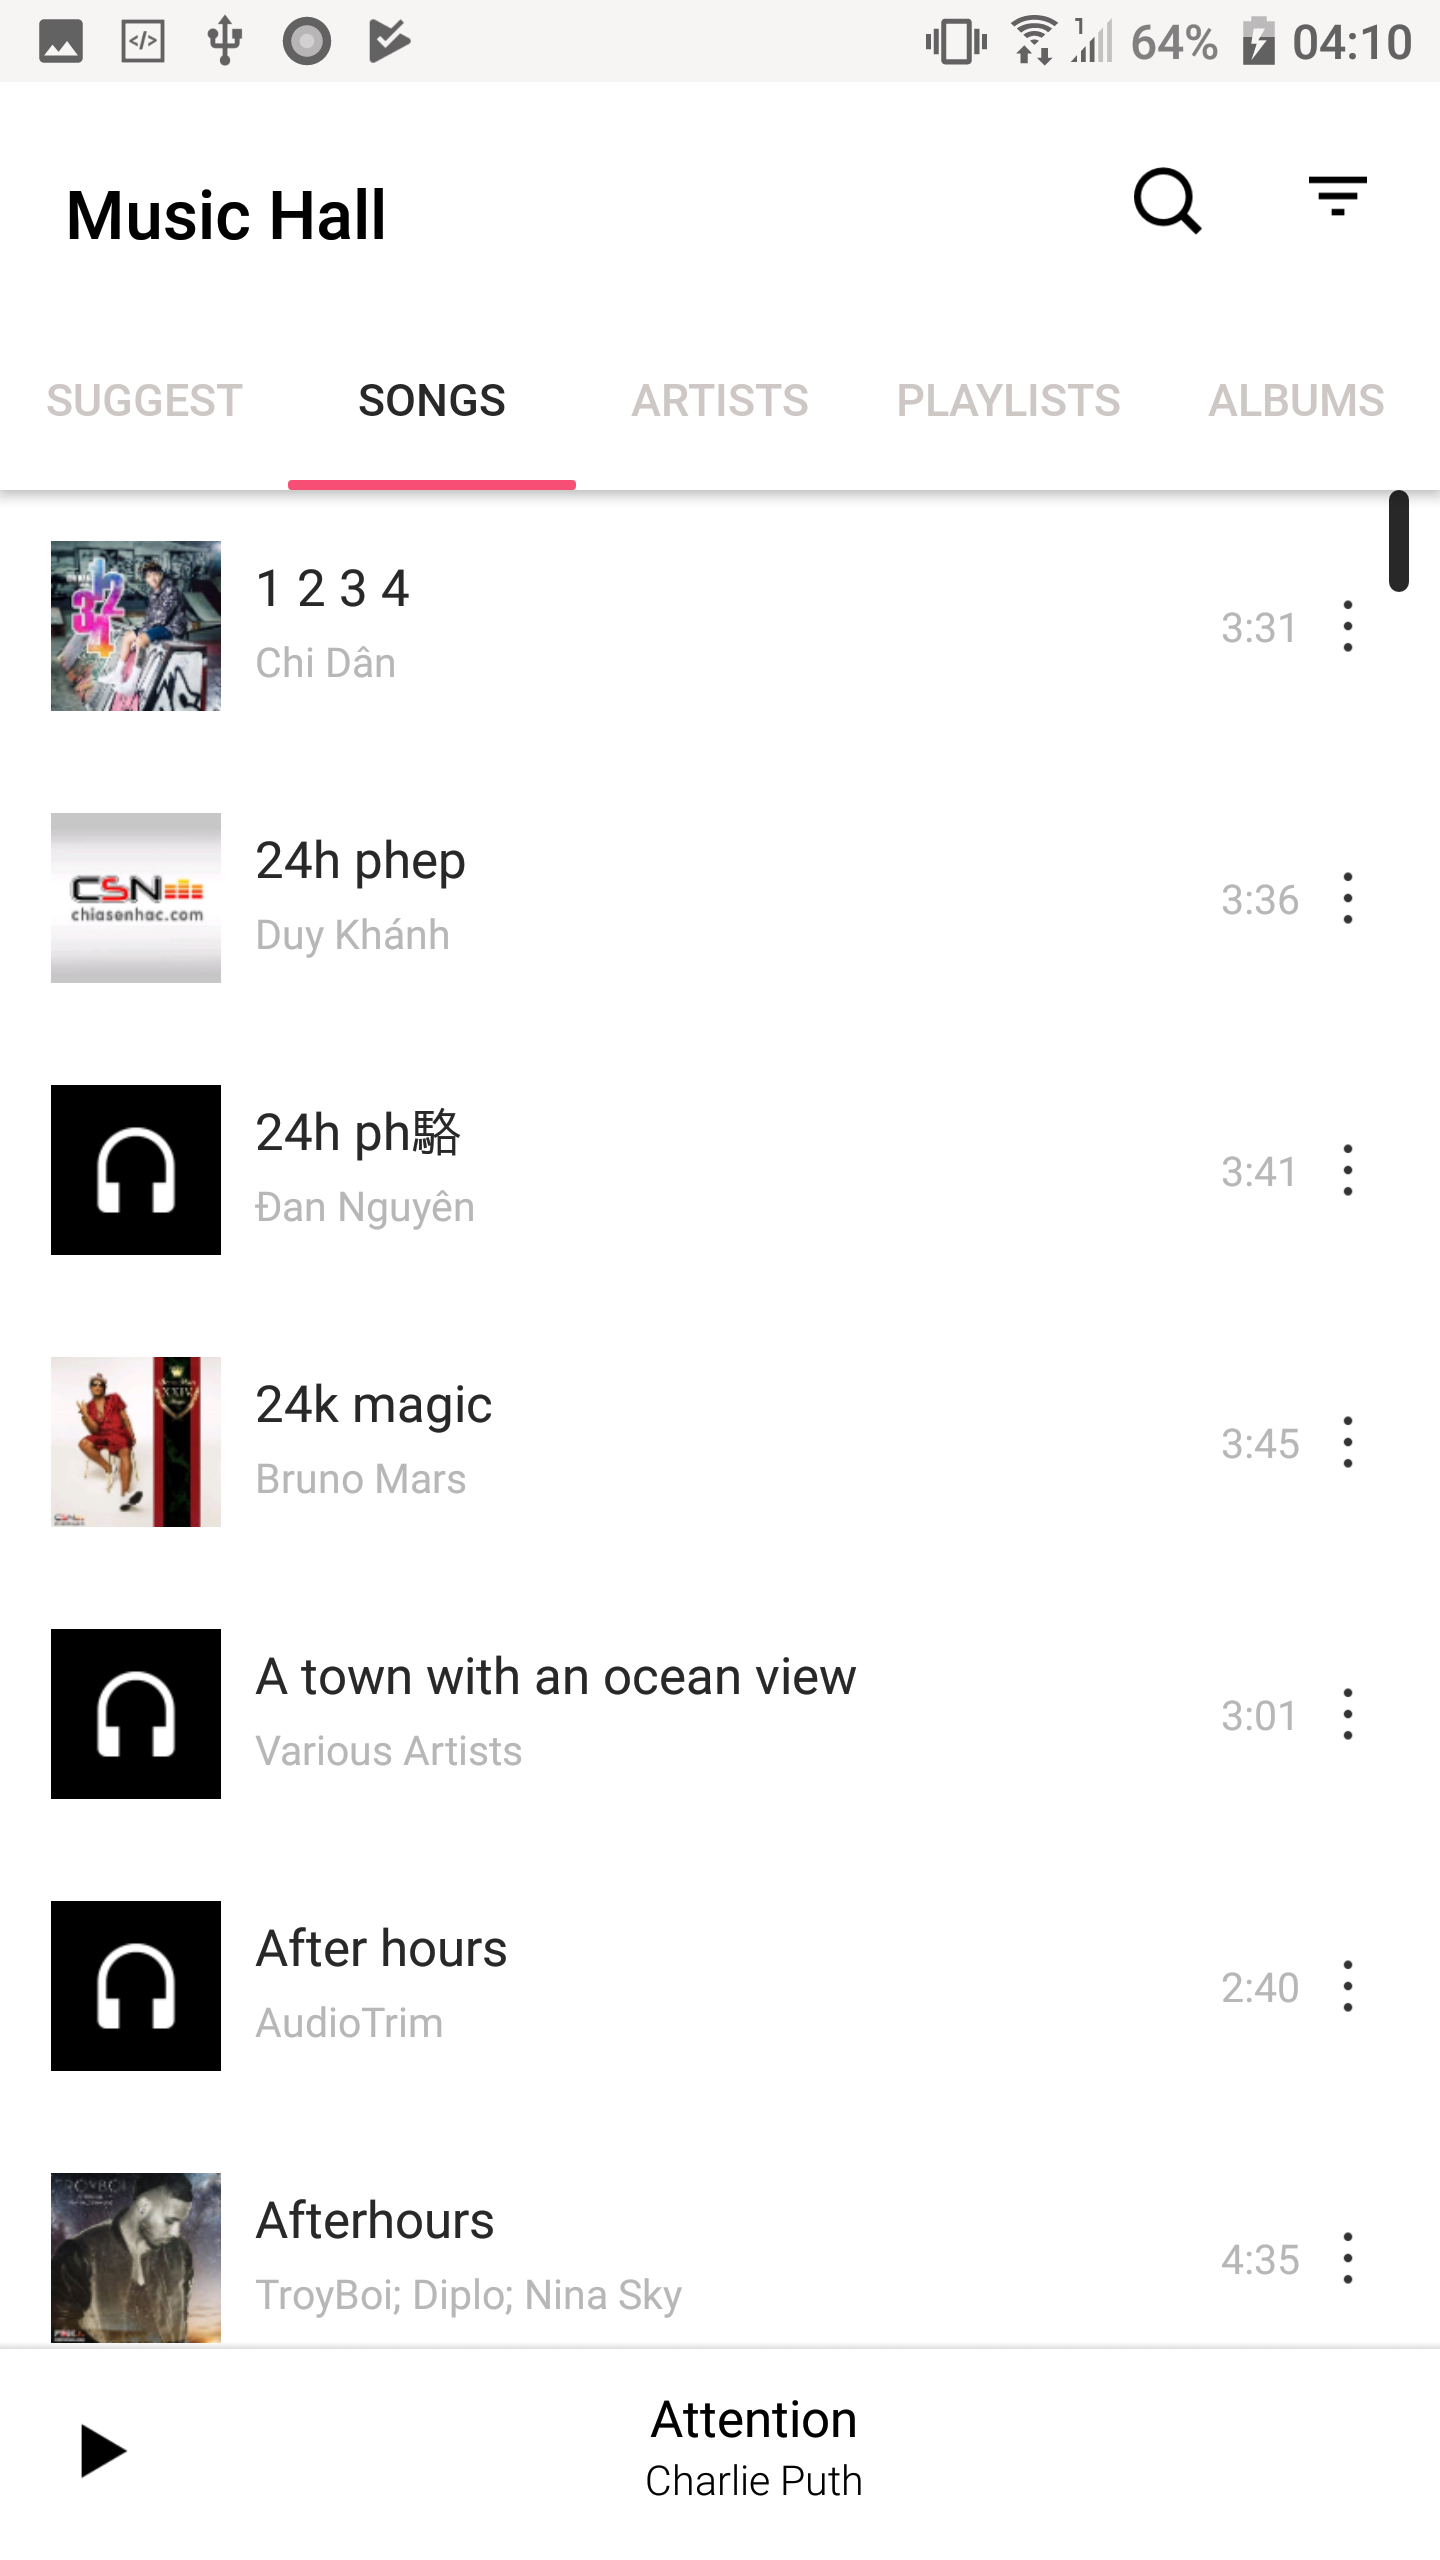 64% 04:10
Music Hall
SUGGEST SONGS ARTISTS PLAYLISTS ALBUMS
1 2 3 4
Chi Dân
3:31
CSN
chiasenhac.com
24h phep
Duy Khánh
3:36
24h ph駱
Đan Nguyên
3:41
24k magic
Bruno Mars
3:45
A town with an ocean view
Various Artists
3:01
After hours
AudioTrim
2:40
Afterhours
TroyBoi; Diplo; Nina Sky
4:35
Attention
Charlie Puth